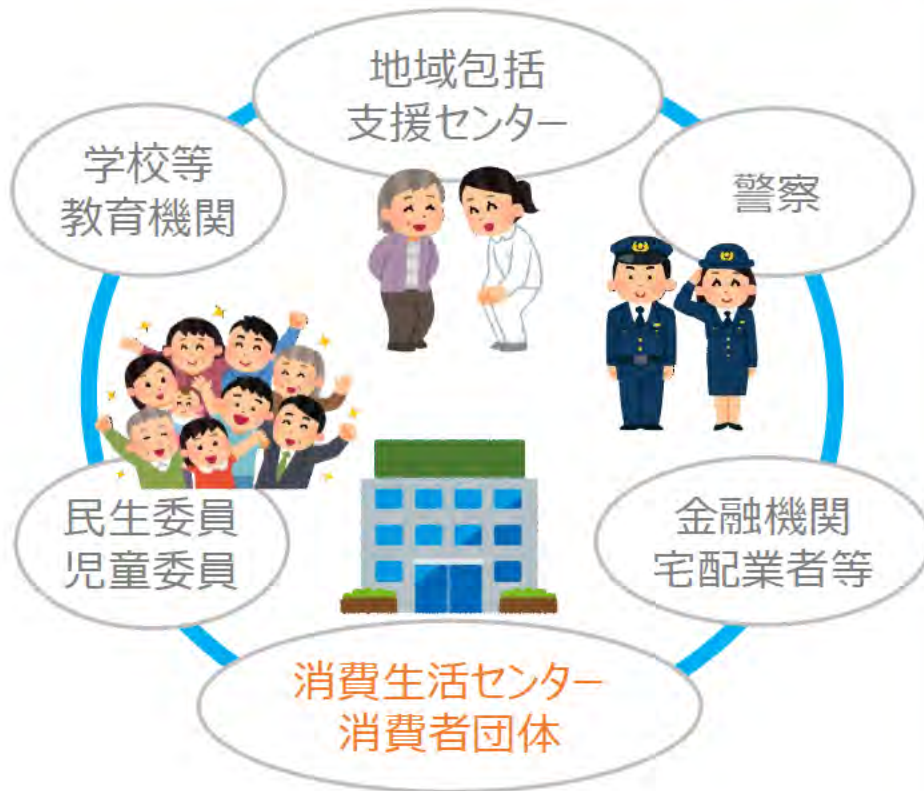 地域包括
支援センター
学校等
教育機関
警察
民生委員
児童委員
金融機関
宅配業者等
消費生活センター
消費者団体